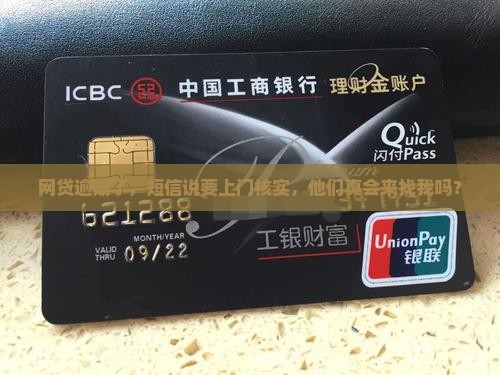 ICBC 中国工商银行 理财金账户
Quick
闪付Pass
网贷逾期了，短信说要上门核实，他们真会来找我吗？
621288
MONTH/YEAR
VALID THRU 09/22
工银财富
UnionPay
银联